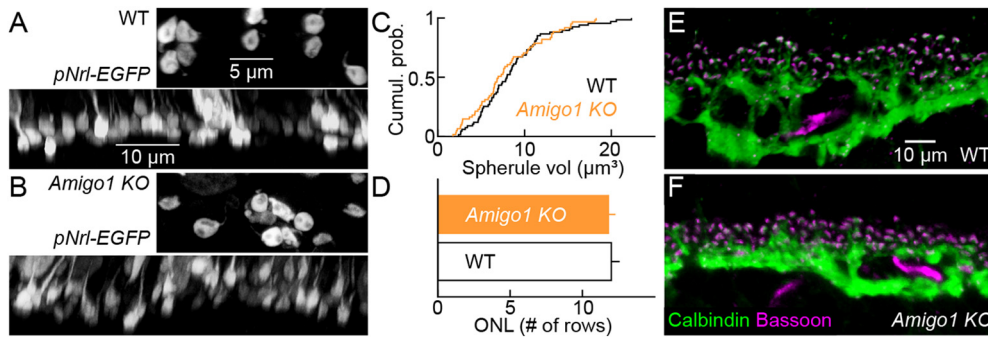 A
WT
pNrl-EGFP
5 µm
10 µm
B
Amigo1 KO
pNrl-EGFP
C
Cumul. prob.
1
0.5
0
WT
Amigo1 KO
0
10
20
Spherule vol (µm³)
D
Amigo1 KO
WT
0
5
10
ONL (# of rows)
E
10 µm
WT
F
Calbindin Bassoon
Amigo1 KO